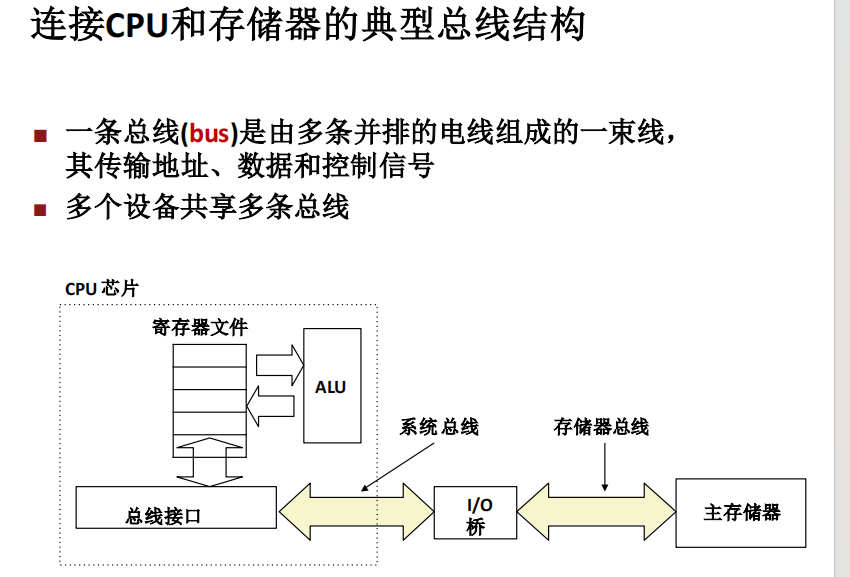 连接CPU和存储器的典型总线结构
一条总线(bus)是由多条并排的电线组成的一束线，
其传输地址、数据和控制信号
多个设备共享多条总线
CPU 芯片
寄存器文件
ALU
系统总线
存储器总线
总线接口
I/O
桥
主存储器